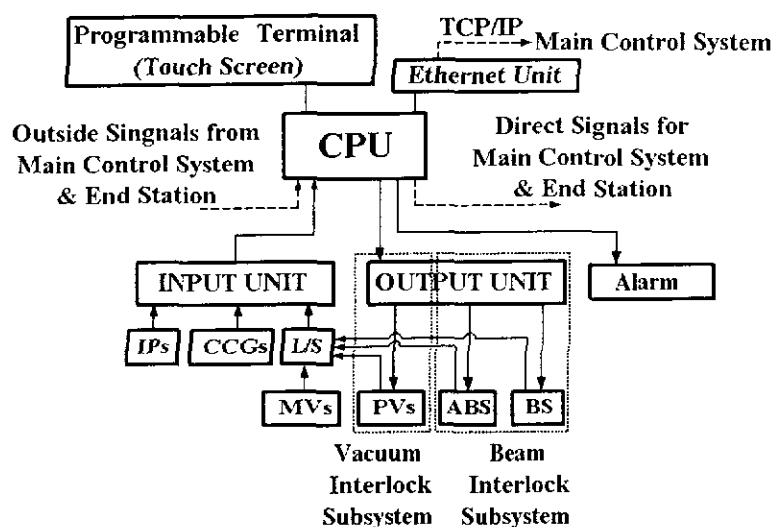 Programmable Terminal
(Touch Screen)
TCP/IP
Main Control System
Ethernet Unit
Outside Singnals from
Main Control System
& End Station
CPU
Direct Signals for
Main Control System
& End Station
INPUT UNIT
OUTPUT UNIT
Alarm
IPs
CCGs
L/S
MVs
PVs
ABS
BS
Vacuum
Interlock
Subsystem
Beam
Interlock
Subsystem